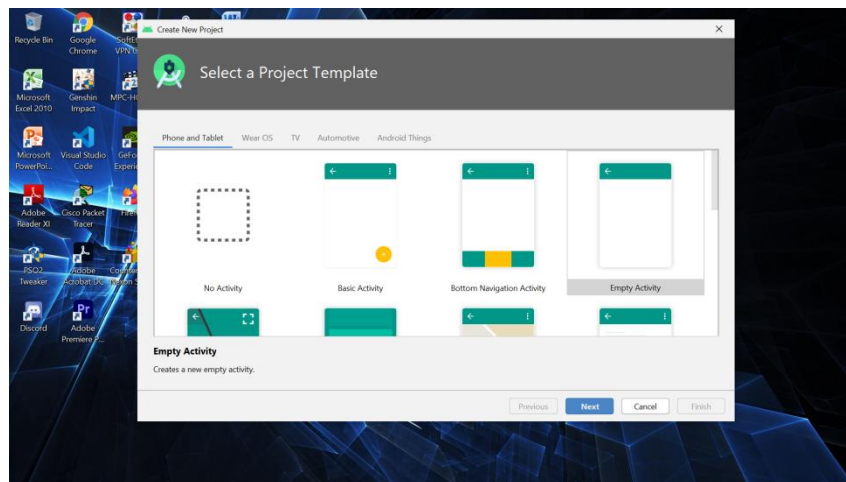 Create New Project
Select a Project Template
Phone and Tablet Wear OS TV Automotive Android Things
No Activity Basic Activity Bottom Navigation Activity Empty Activity
Empty Activity
Creates a new empty activity.
Previous Next Cancel Finish
Recycle Bin
Google
Chrome
VPN
Microsoft
Excel 2010
Genshin
Impact
Microsoft
PowerPoi...
Visual Studio
Code
Adobe
Reader XI
Cisco Packet
Tracer
PSO2
Tweaker
Adobe
Acrobat DC
Discord
Adobe
Premiere P...